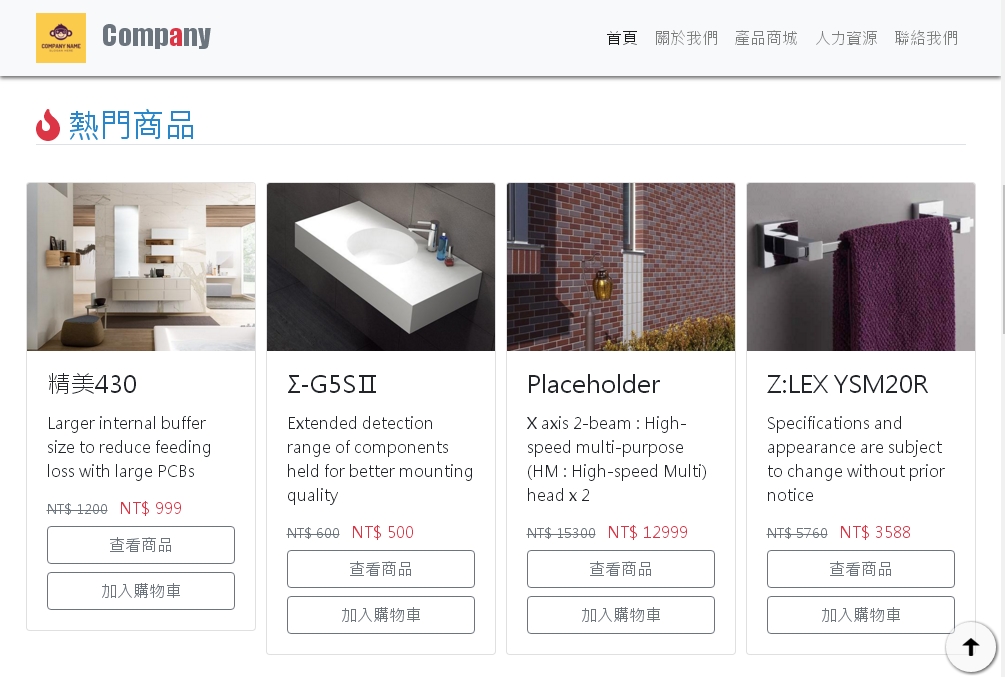 COMPANY NAME
Company
首頁 關於我們 產品商城 人力資源 聯絡我們
熱門商品
精美430
Larger internal buffer
size to reduce feeding
loss with large PCBs
NT$ 1200 NT$ 999
查看商品
加入購物車
Σ-G5SⅡ
Extended detection
range of components
held for better mounting
quality
NT$ 600 NT$ 500
查看商品
加入購物車
Placeholder
X axis 2-beam : High-
speed multi-purpose
(HM : High-speed Multi)
head x 2
NT$ 15300 NT$ 12999
查看商品
加入購物車
Z:LEX YSM20R
Specifications and
appearance are subject
to change without prior
notice
NT$ 5760 NT$ 3588
查看商品
加入購物車